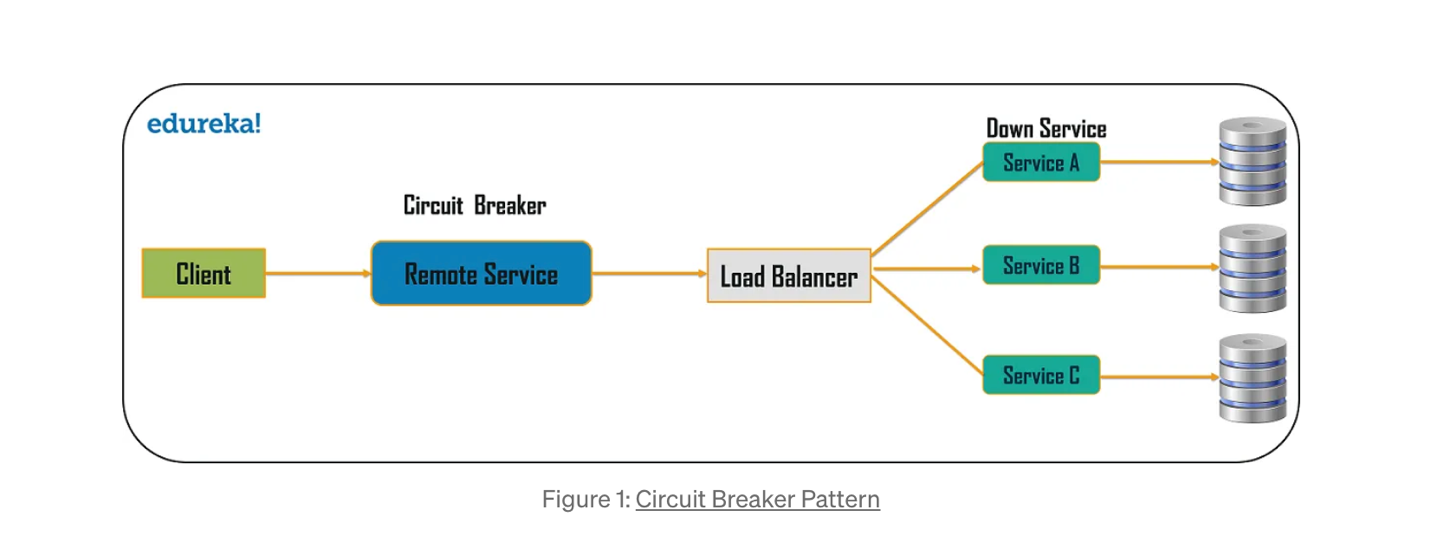 edureka!
Down Service
Service A
Circuit Breaker
Client
Remote Service
Load Balancer
Service B
Service C
Figure 1: Circuit Breaker Pattern